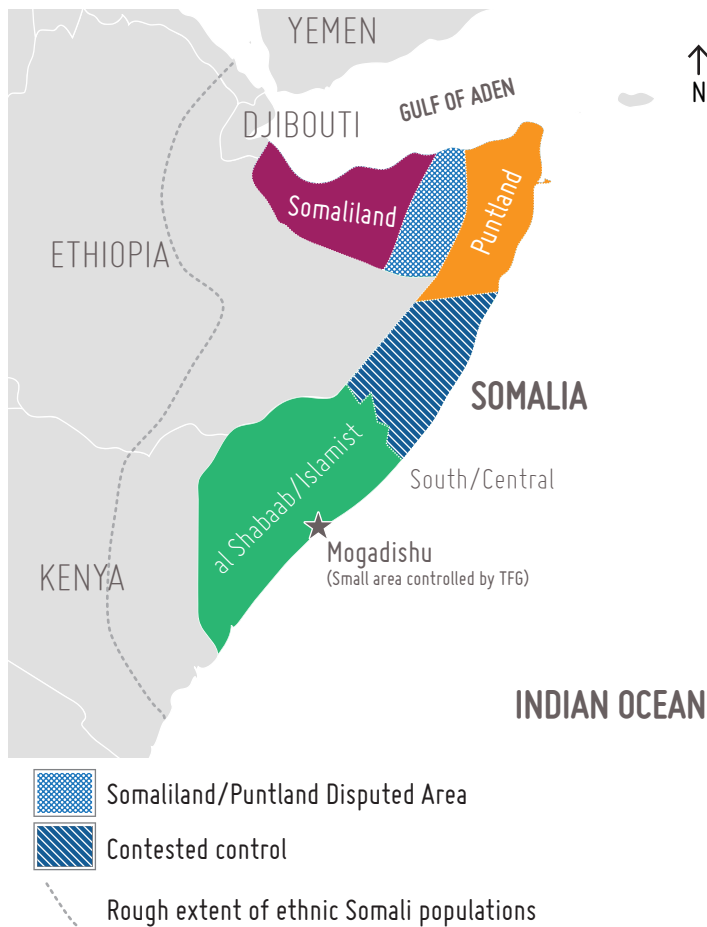 YEMEN
N
GULF OF ADEN
DJIBOUTI
Somaliland
Puntland
ETHIOPIA
SOMALIA
al Shabaab/Islamist
South/Central
Mogadishu
(Small area controlled by TFG)
KENYA
INDIAN OCEAN
Somaliland/Puntland Disputed Area
Contested control
Rough extent of ethnic Somali populations